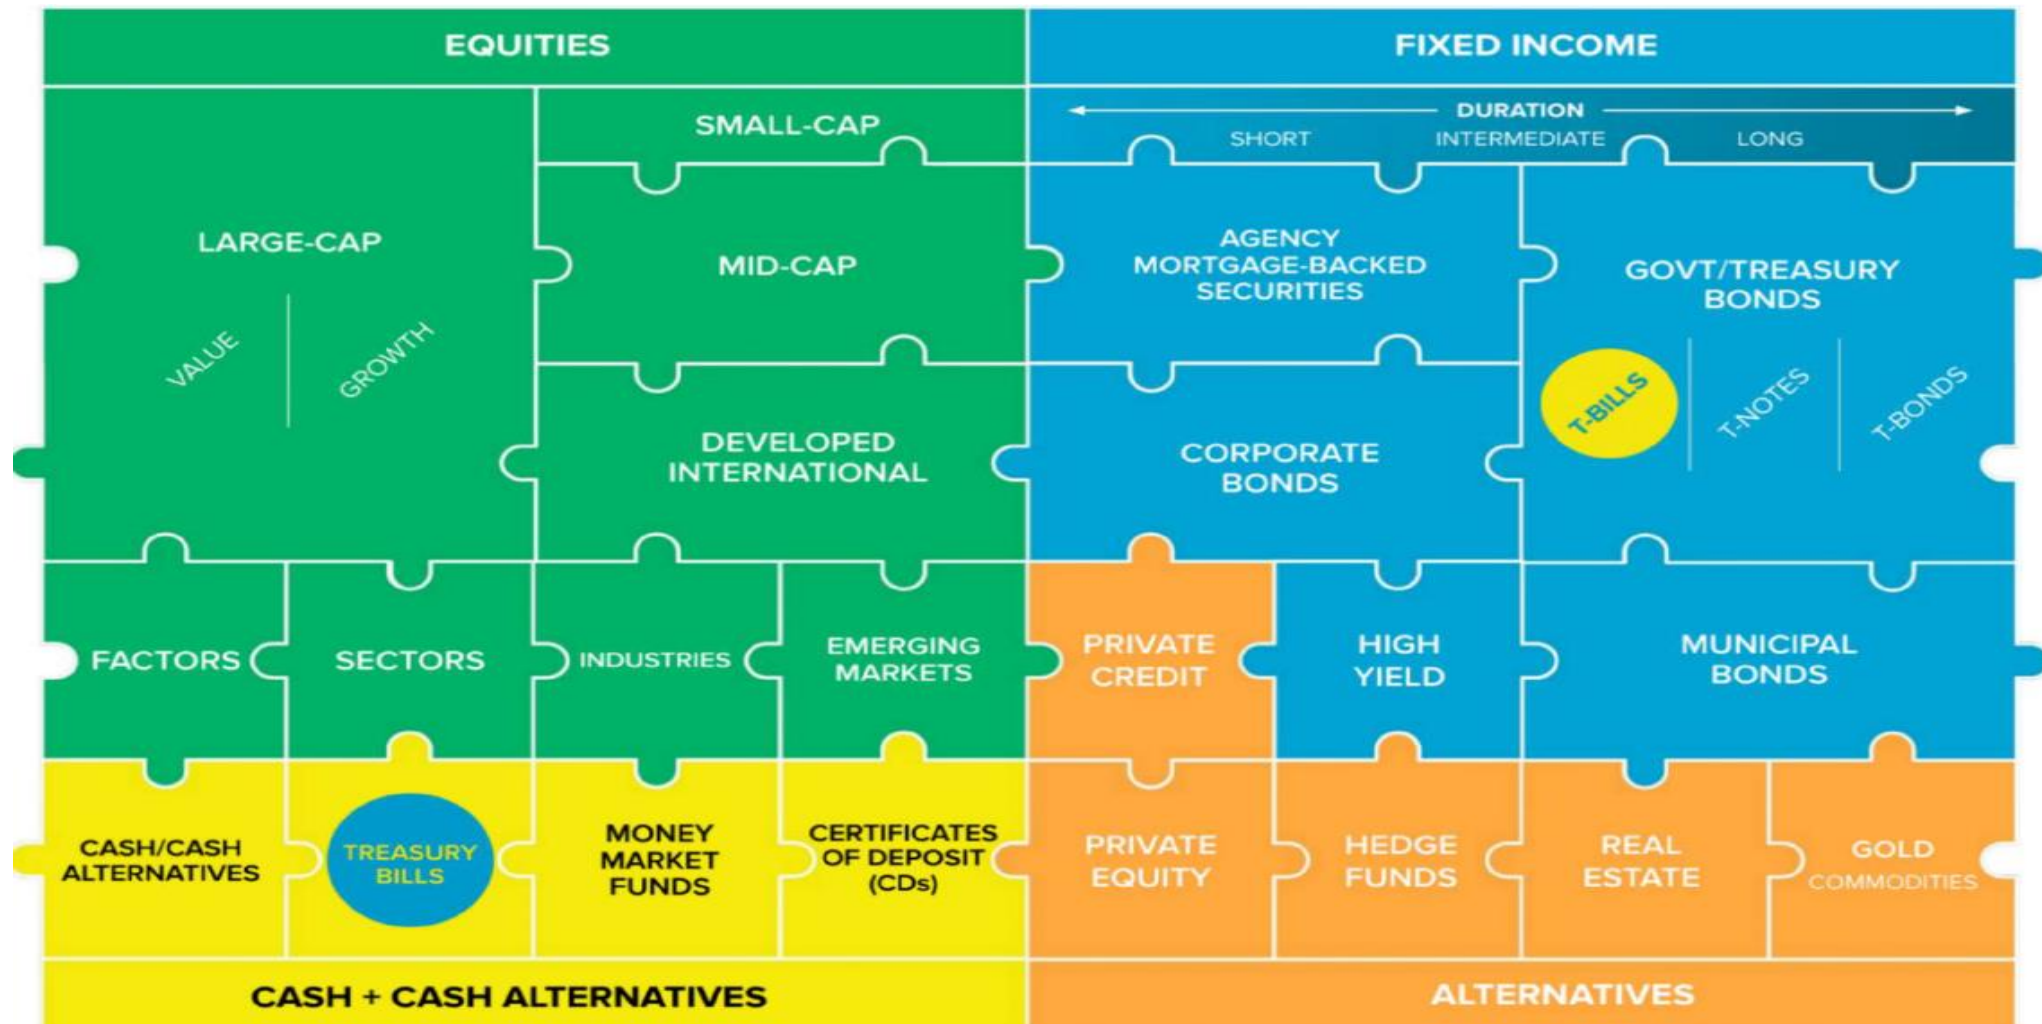 EQUITIES
FIXED INCOME
SMALL-CAP
DURATION
SHORT
INTERMEDIATE
LONG
LARGE-CAP
VALUE
GROWTH
MID-CAP
AGENCY
MORTGAGE-BACKED
SECURITIES
GOVT/TREASURY
BONDS
T-BILLS
T-NOTES
T-BONDS
DEVELOPED
INTERNATIONAL
CORPORATE
BONDS
FACTORS
SECTORS
INDUSTRIES
EMERGING
MARKETS
PRIVATE
CREDIT
HIGH
YIELD
MUNICIPAL
BONDS
CASH/CASH
ALTERNATIVES
TREASURY
BILLS
MONEY
MARKET
FUNDS
CERTIFICATES
OF DEPOSIT
(CDs)
PRIVATE
EQUITY
HEDGE
FUNDS
REAL
ESTATE
GOLD
COMMODITIES
CASH + CASH ALTERNATIVES
ALTERNATIVES